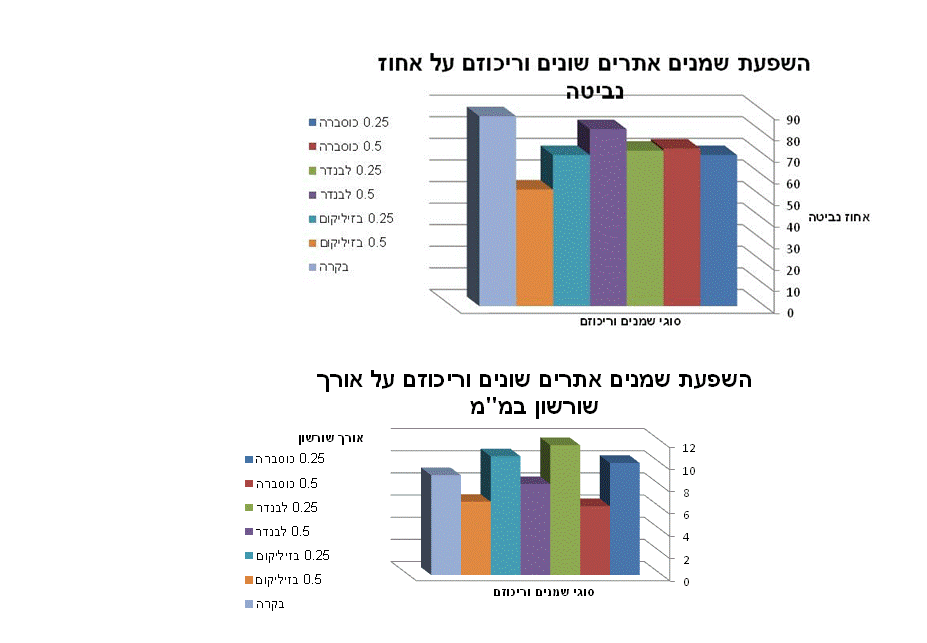 השפעת שמנים אתרים שונים וריכוזם על אחוז
נביטה
0.25 כוסברה
0.5 כוסברה
0.25 לבנדר
0.5 לבנדר
0.25 בזיליקום
0.5 בזיליקום
בקרה
90
80
70
60
50
40
30
20
10
0
אחוז נביטה
סוגי שמנים וריכוזם
השפעת שמנים אתרים שונים וריכוזם על אורך
שורשון במ"מ
אורך שורשון
0.25 כוסברה
0.5 כוסברה
0.25 לבנדר
0.5 לבנדר
0.25 בזיליקום
0.5 בזיליקום
בקרה
12
10
8
6
4
2
0
סוגי שמנים וריכוזם